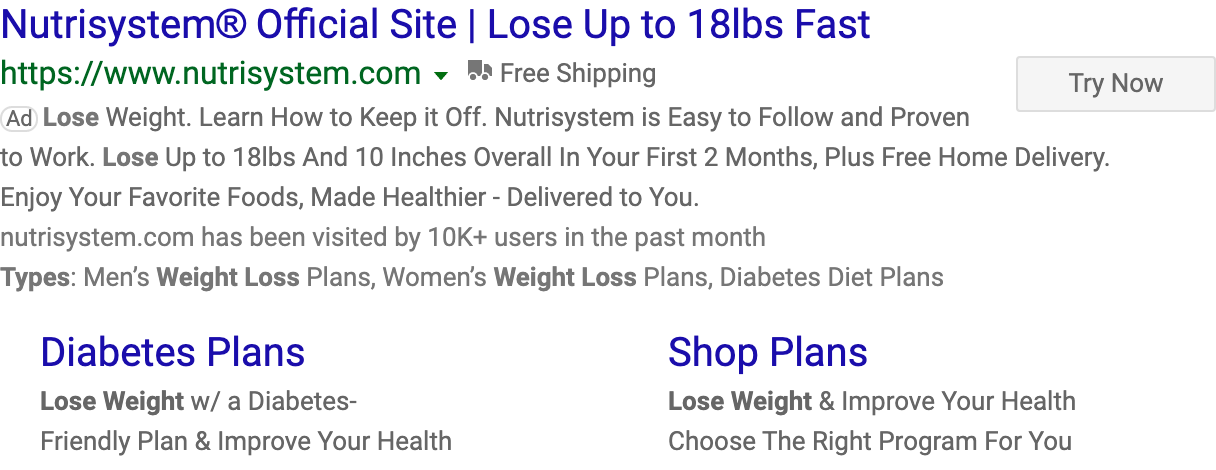 Nutrisystem® Official Site | Lose Up to 18lbs Fast
https://www.nutrisystem.com Free Shipping
Try Now
Ad Lose Weight. Learn How to Keep it Off. Nutrisystem is Easy to Follow and Proven
to Work. Lose Up to 18lbs And 10 Inches Overall In Your First 2 Months, Plus Free Home Delivery.
Enjoy Your Favorite Foods, Made Healthier - Delivered to You.
nutrisystem.com has been visited by 10K+ users in the past month
Types: Men’s Weight Loss Plans, Women’s Weight Loss Plans, Diabetes Diet Plans
Diabetes Plans
Lose Weight w/ a Diabetes-
Friendly Plan & Improve Your Health
Shop Plans
Lose Weight & Improve Your Health
Choose The Right Program For You